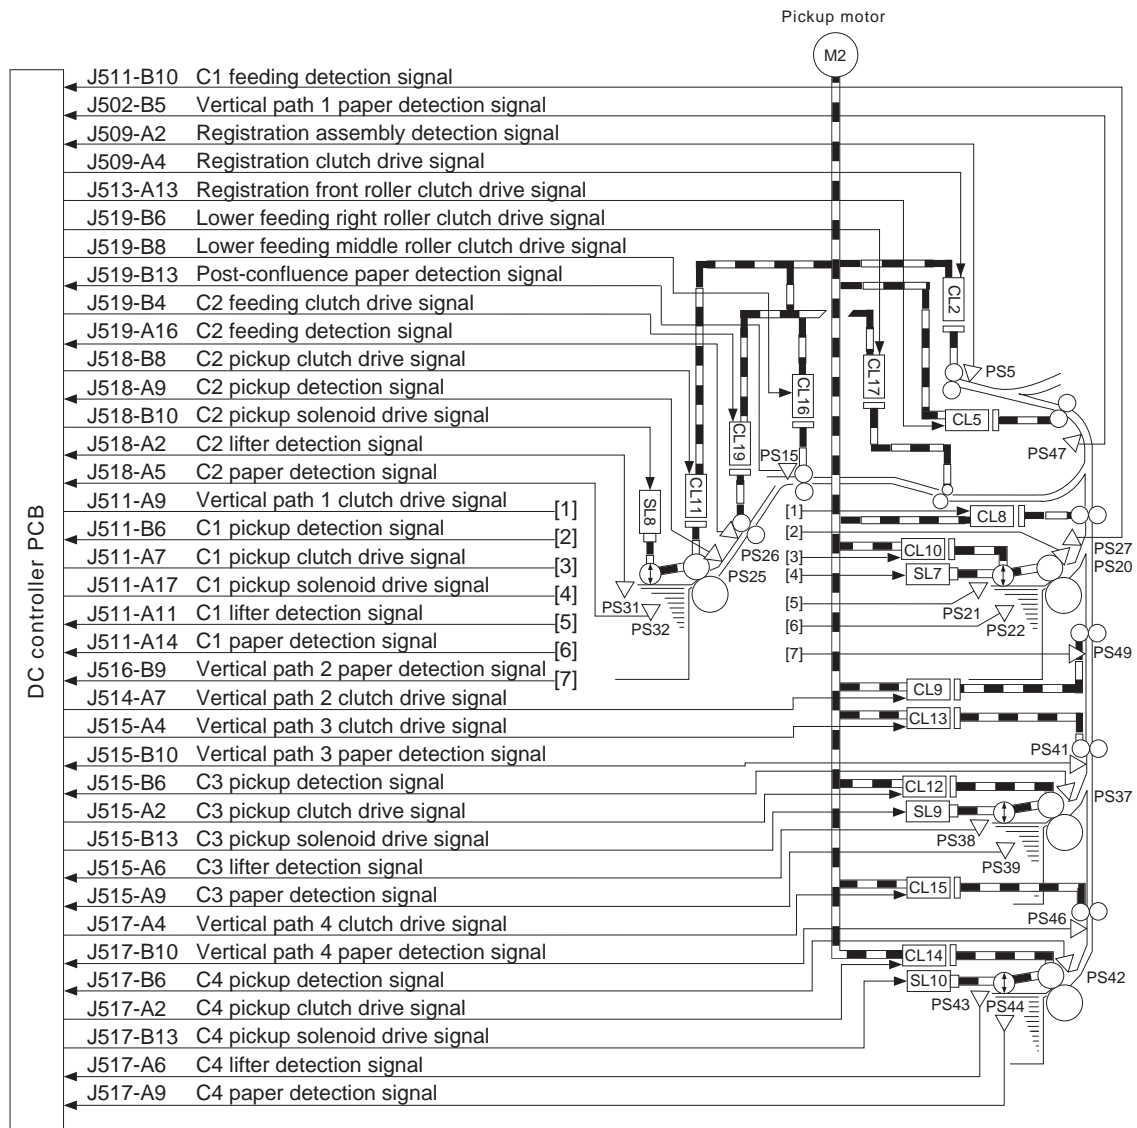 Pickup motor
M2
DC controller PCB
J511-B10 C1 feeding detection signal
J502-B5 Vertical path 1 paper detection signal
J509-A2 Registration assembly detection signal
J509-A4 Registration clutch drive signal
J513-A13 Registration front roller clutch drive signal
J519-B6 Lower feeding right roller clutch drive signal
J519-B8 Lower feeding middle roller clutch drive signal
J519-B13 Post-confluence paper detection signal
J519-B4 C2 feeding clutch drive signal
J519-A16 C2 feeding detection signal
J518-B8 C2 pickup clutch drive signal
J518-A9 C2 pickup detection signal
J518-B10 C2 pickup solenoid drive signal
J518-A2 C2 lifter detection signal
J518-A5 C2 paper detection signal
J511-A9 Vertical path 1 clutch drive signal [1]
J511-B6 C1 pickup detection signal [2]
J511-A7 C1 pickup clutch drive signal [3]
J511-A17 C1 pickup solenoid drive signal [4]
J511-A11 C1 lifter detection signal [5]
J511-A14 C1 paper detection signal [6]
J516-B9 Vertical path 2 paper detection signal [7]
J514-A7 Vertical path 2 clutch drive signal
J515-A4 Vertical path 3 clutch drive signal
J515-B10 Vertical path 3 paper detection signal
J515-B6 C3 pickup detection signal
J515-A2 C3 pickup clutch drive signal
J515-B13 C3 pickup solenoid drive signal
J515-A6 C3 lifter detection signal
J515-A9 C3 paper detection signal
J517-A4 Vertical path 4 clutch drive signal
J517-B10 Vertical path 4 paper detection signal
J517-B6 C4 pickup detection signal
J517-A2 C4 pickup clutch drive signal
J517-B13 C4 pickup solenoid drive signal
J517-A6 C4 lifter detection signal
J517-A9 C4 paper detection signal
CL2
PS5
CL17
CL16
CL5
CL19
PS47
PS15
CL11
SL8
[1]
CL8
[2]
PS27
PS26
CL10
[3]
PS20
PS25
[4]
SL7
PS31
[5]
PS21
PS32
[6]
PS22
[7]
PS49
CL9
CL13
PS41
CL12
PS37
SL9
PS38
PS39
CL15
PS46
CL14
PS42
SL10
PS43
PS44